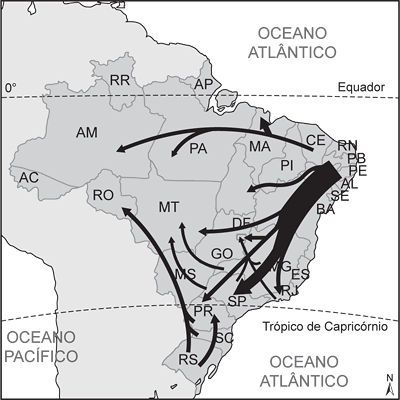 OCEANO
ATLÂNTICO
RR
AP
0°
Equador
AM
PA
MA
CE
RN
PB
PE
AL
SE
BA
PI
AC
RO
MT
DF
GO
MG
ES
RJ
MS
SP
PR
SC
RS
Trópico de Capricórnio
OCEANO
PACÍFICO
OCEANO
ATLÂNTICO
N